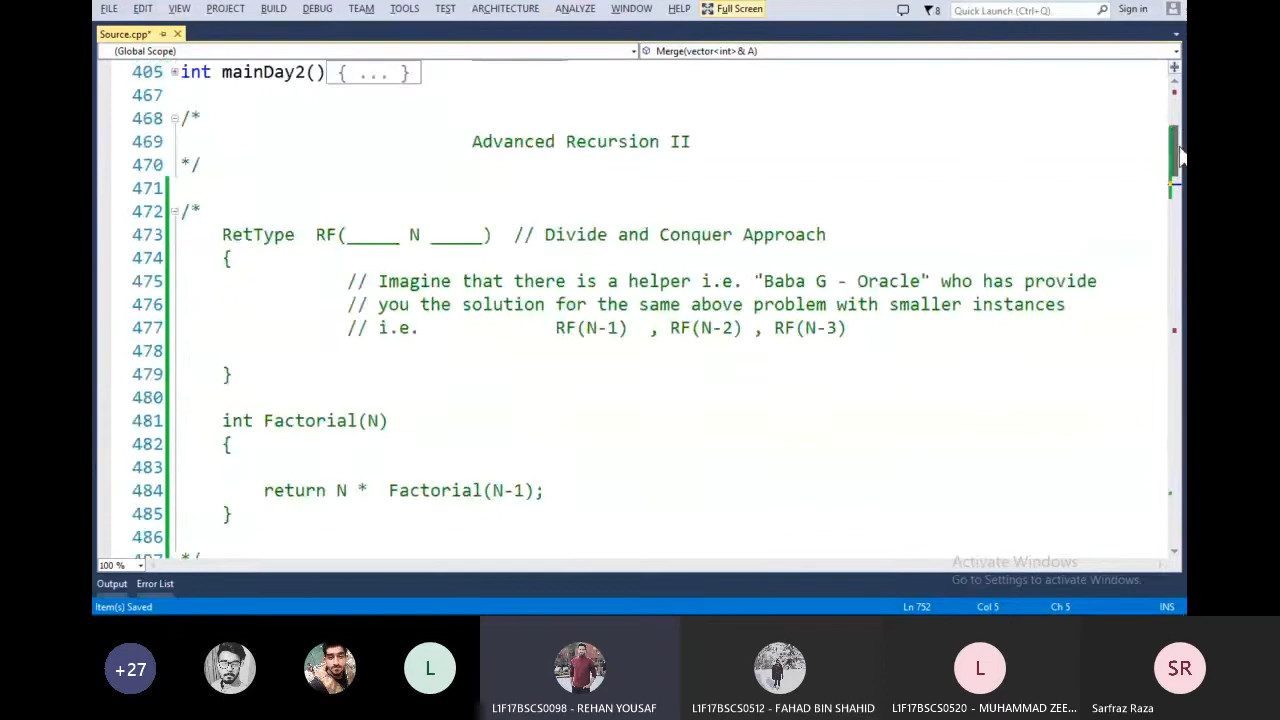 FILE EDIT VIEW PROJECT BUILD DEBUG TEAM TOOLS TEST ARCHITECTURE ANALYZE WINDOW HELP Full Screen 8 Quick Launch (Ctrl+Q) Sign in
Source.cpp*
(Global Scope) Merge(vector<int>& A)
405 int mainDay2() { ... }
467
468 /*
469 Advanced Recursion II
470 */
471
472 /*
473 RetType RF(_____ N _____) // Divide and Conquer Approach
474 {
475 // Imagine that there is a helper i.e. "Baba G - Oracle" who has provide
476 // you the solution for the same above problem with smaller instances
477 // i.e. RF(N-1) , RF(N-2) , RF(N-3)
478
479 }
480
481 int Factorial(N)
482 {
483
484 return N * Factorial(N-1);
485 }
486
487 */
100 %
Activate Windows
Go to Settings to activate Windows.
Output Error List
Item(s) Saved Ln 752 Col 5 Ch 5 INS
+27 L L SR
L1F17BSCS0098 - REHAN YOUSAF L1F17BSCS0512 - FAHAD BIN SHAHID L1F17BSCS0520 - MUHAMMAD ZEE... Sarfraz Raza